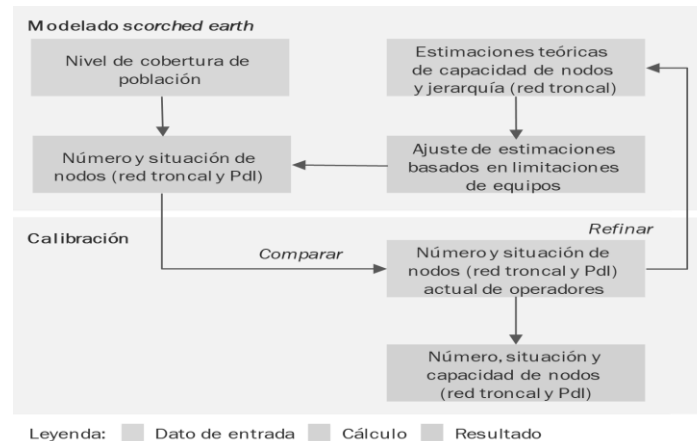 Modelado scorched earth
Nivel de cobertura de
población
Estimaciones teóricas
de capacidad de nodos
y jerarquía (red troncal)
Número y situación de
nodos (red troncal y PdI)
Ajuste de estimaciones
basados en limitaciones
de equipos
Calibración
Refinar
Comparar
Número y situación de
nodos (red troncal y PdI)
actual de operadores
Número, situación y
capacidad de nodos
(red troncal y PdI)
Leyenda: Dato de entrada Cálculo Resultado